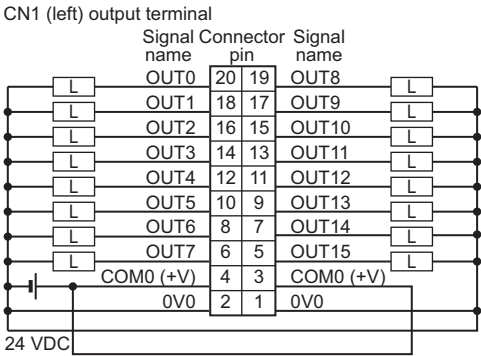 CN1 (left) output terminal
Signal name Connector pin Signal name
L OUT0 20 19 OUT8 L
L OUT1 18 17 OUT9 L
L OUT2 16 15 OUT10 L
L OUT3 14 13 OUT11 L
L OUT4 12 11 OUT12 L
L OUT5 10 9 OUT13 L
L OUT6 8 7 OUT14 L
L OUT7 6 5 OUT15 L
COM0 (+V) 4 3 COM0 (+V)
0V0 2 1 0V0
24 VDC